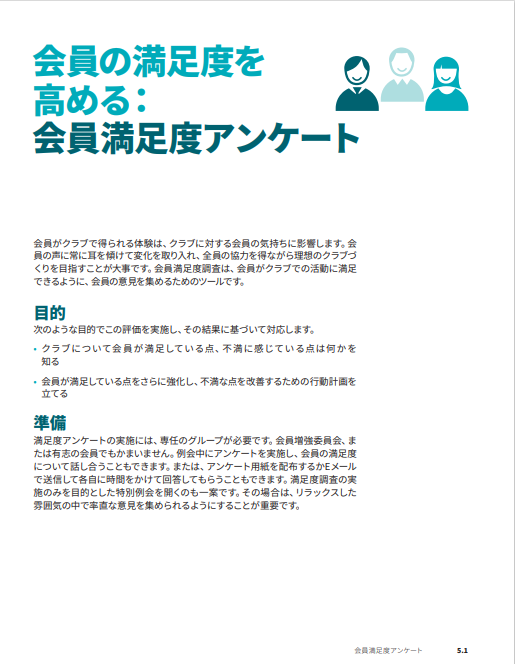 会員の満足度を
高める：
会員満足度アンケート
会員がクラブで得られる体験は、クラブに対する会員の気持ちに影響します。会
員の声に常に耳を傾けて変化を取り入れ、全員の協力を得ながら理想のクラブづ
くりを目指すことが大事です。会員満足度調査は、会員がクラブでの活動に満足
できるように、会員の意見を集めるためのツールです。
目的
次のような目的でこの評価を実施し、その結果に基づいて対応します。
• クラブについて会員が満足している点、不満に感じている点は何かを
知る
• 会員が満足している点をさらに強化し、不満な点を改善するための行動計画を
立てる
準備
満足度アンケートの実施には、専任のグループが必要です。会員増強委員会、ま
たは有志の会員でもかまいません。例会中にアンケートを実施し、会員の満足度
について話し合うこともできます。または、アンケート用紙を配布するかEメール
で送信して各自に時間をかけて回答してもらうこともできます。満足度調査の実
施のみを目的とした特別例会を開くのも一案です。その場合は、リラックスした
雰囲気の中で率直な意見を集められるようにすることが重要です。
会員満足度アンケート 5.1